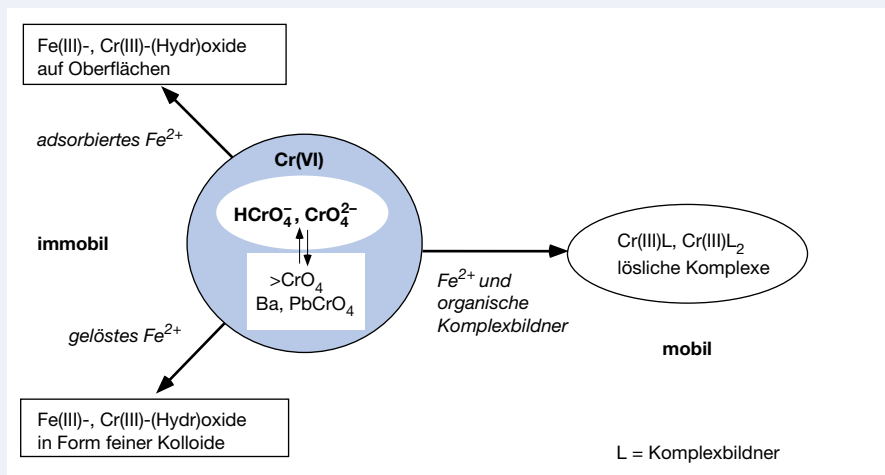 Fe(III)-, Cr(III)-(Hydr)oxide
auf Oberflächen
adsorbiertes Fe²⁺
Cr(VI)
HCrO₄⁻, CrO₄²⁻
immobil
>CrO₄
Ba, PbCrO₄
Cr(III)L, Cr(III)L₂
lösliche Komplexe
Fe²⁺ und
organische
Komplexbildner
gelöstes Fe²⁺
mobil
Fe(III)-, Cr(III)-(Hydr)oxide
in Form feiner Kolloide
L = Komplexbildner